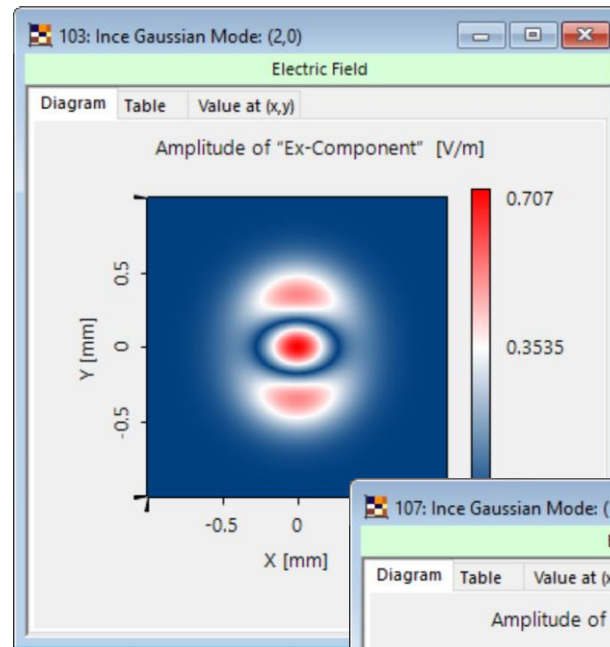 103: Ince Gaussian Mode: (2,0)
Electric Field
Diagram Table Value at (x,y)
Amplitude of “Ex-Component” [V/m]
0.707
0.5
0
0.3535
Y [mm]
-0.5
-0.5 0
X [mm]
107: Ince Gaussian Mode: (
Diagram Table Value at (x
Amplitude of